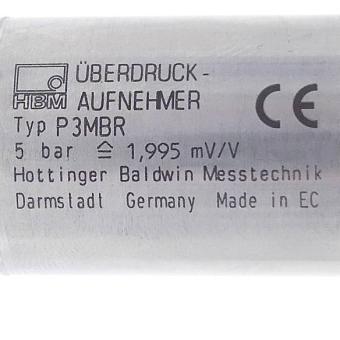 HBM
ÜBERDRUCK-
AUFNEHMER
CE
Typ P3MBR
5 bar ≙ 1,995 mV/V
Hottinger Baldwin Messtechnik
Darmstadt Germany Made in EC